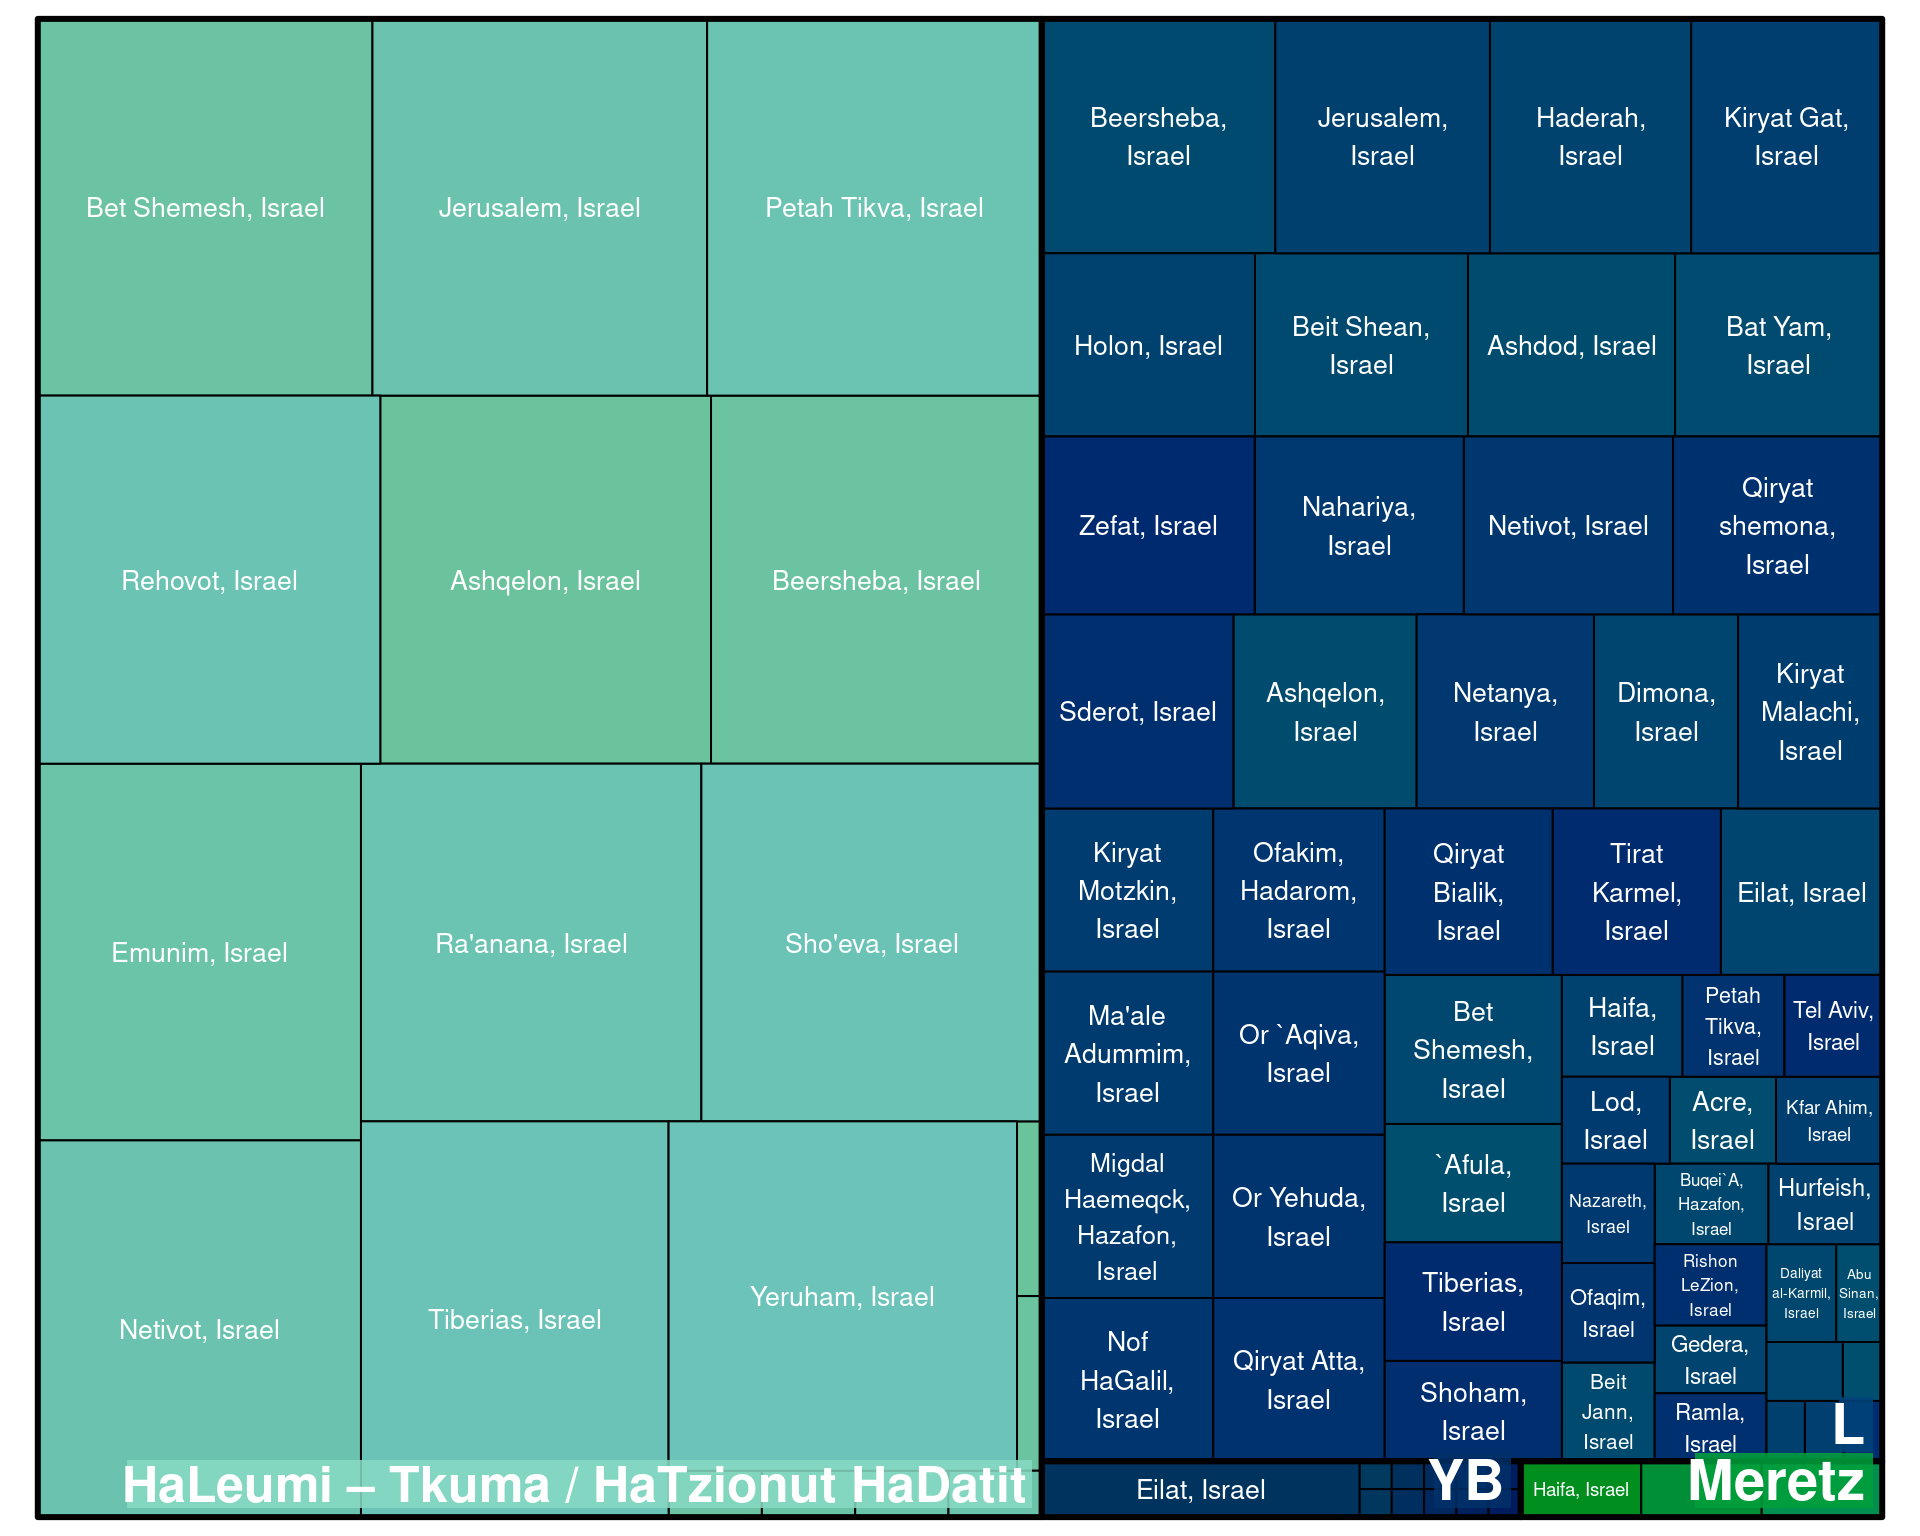 Bet Shemesh, Israel
Jerusalem, Israel
Petah Tikva, Israel
Rehovot, Israel
Ashqelon, Israel
Beersheba, Israel
Emunim, Israel
Ra'anana, Israel
Sho'eva, Israel
Netivot, Israel
Tiberias, Israel
Yeruham, Israel
HaLeumi – Tkuma / HaTzionut HaDatit
Beersheba,
Israel
Jerusalem,
Israel
Haderah,
Israel
Kiryat Gat,
Israel
Holon, Israel
Beit Shean,
Israel
Ashdod, Israel
Bat Yam,
Israel
Zefat, Israel
Nahariya,
Israel
Netivot, Israel
Qiryat
shemona,
Israel
Sderot, Israel
Ashqelon,
Israel
Netanya,
Israel
Dimona,
Israel
Kiryat
Malachi,
Israel
Kiryat
Motzkin,
Israel
Ofakim,
Hadarom,
Israel
Qiryat
Bialik,
Israel
Tirat
Karmel,
Israel
Eilat, Israel
Ma'ale
Adummim,
Israel
Or `Aqiva,
Israel
Bet
Shemesh,
Israel
Haifa,
Israel
Petah
Tikva,
Israel
Tel Aviv,
Israel
Lod,
Israel
Acre,
Israel
Kfar Ahim,
Israel
Migdal
Haemeqck,
Hazafon,
Israel
Or Yehuda,
Israel
`Afula,
Israel
Nazareth,
Israel
Buqei`A,
Hazafon,
Israel
Hurfeish,
Israel
Tiberias,
Israel
Ofaqim,
Israel
Rishon
LeZion,
Israel
Daliyat
al-Karmil,
Israel
Abu
Sinan,
Israel
Nof
HaGalil,
Israel
Qiryat Atta,
Israel
Shoham,
Israel
Beit
Jann,
Israel
Gedera,
Israel
Ramla,
Israel
L
Eilat, Israel
YB
Haifa, Israel
Meretz